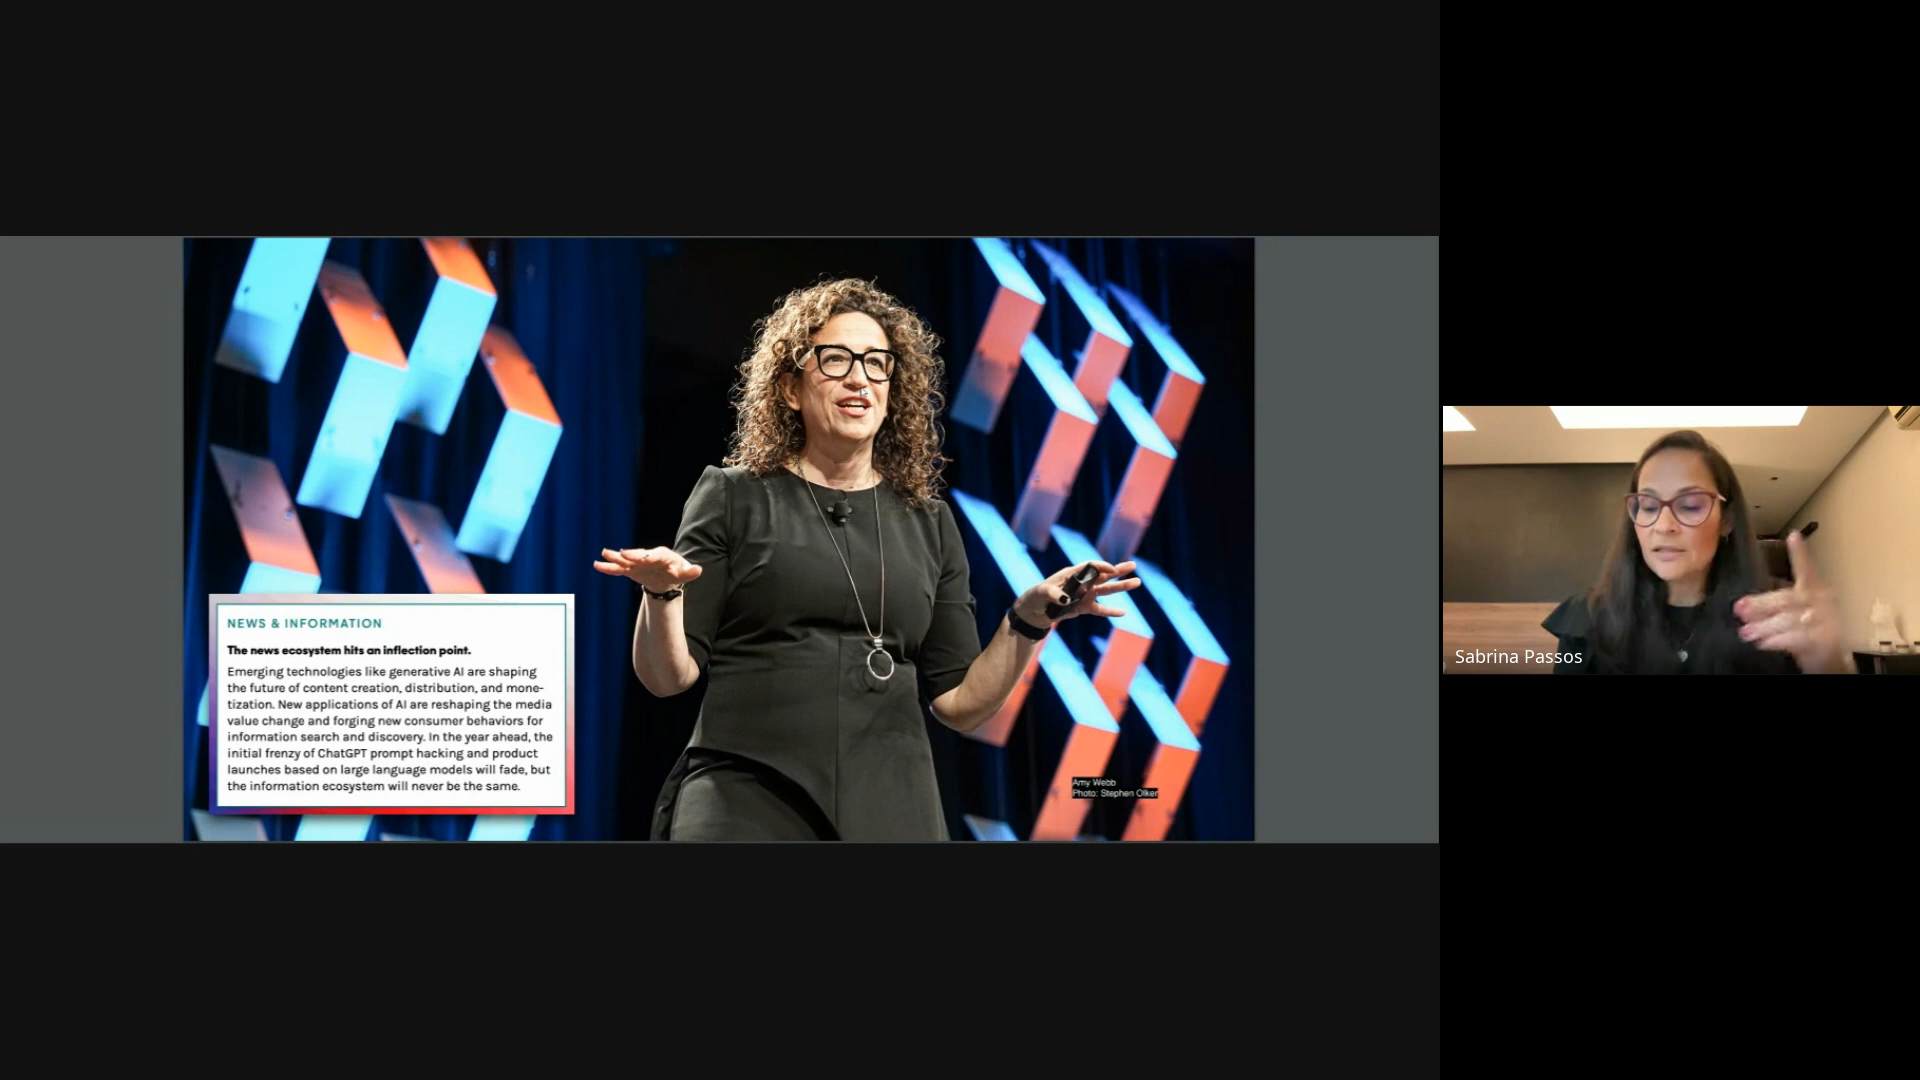 NEWS & INFORMATION
The news ecosystem hits an inflection point.
Emerging technologies like generative AI are shaping
the future of content creation, distribution, and mone-
tization. New applications of AI are reshaping the media
value change and forging new consumer behaviors for
information search and discovery. In the year ahead, the
initial frenzy of ChatGPT prompt hacking and product
launches based on large language models will fade, but
the information ecosystem will never be the same.
Amy Webb
Photo: Stephen Olker
Sabrina Passos